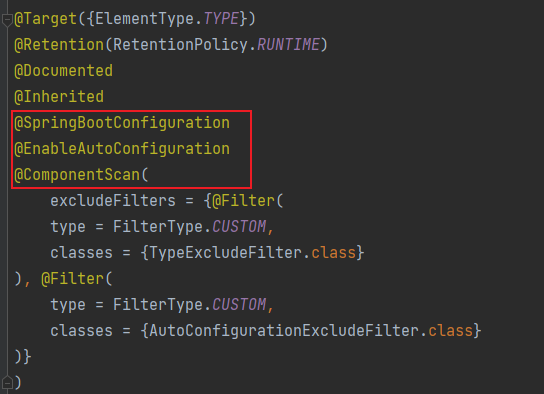 @Target({ElementType.TYPE})
@Retention(RetentionPolicy.RUNTIME)
@Documented
@Inherited
@SpringBootConfiguration
@EnableAutoConfiguration
@ComponentScan(
    excludeFilters = {@Filter(
    type = FilterType.CUSTOM,
    classes = {TypeExcludeFilter.class}
), @Filter(
    type = FilterType.CUSTOM,
    classes = {AutoConfigurationExcludeFilter.class}
)}
)